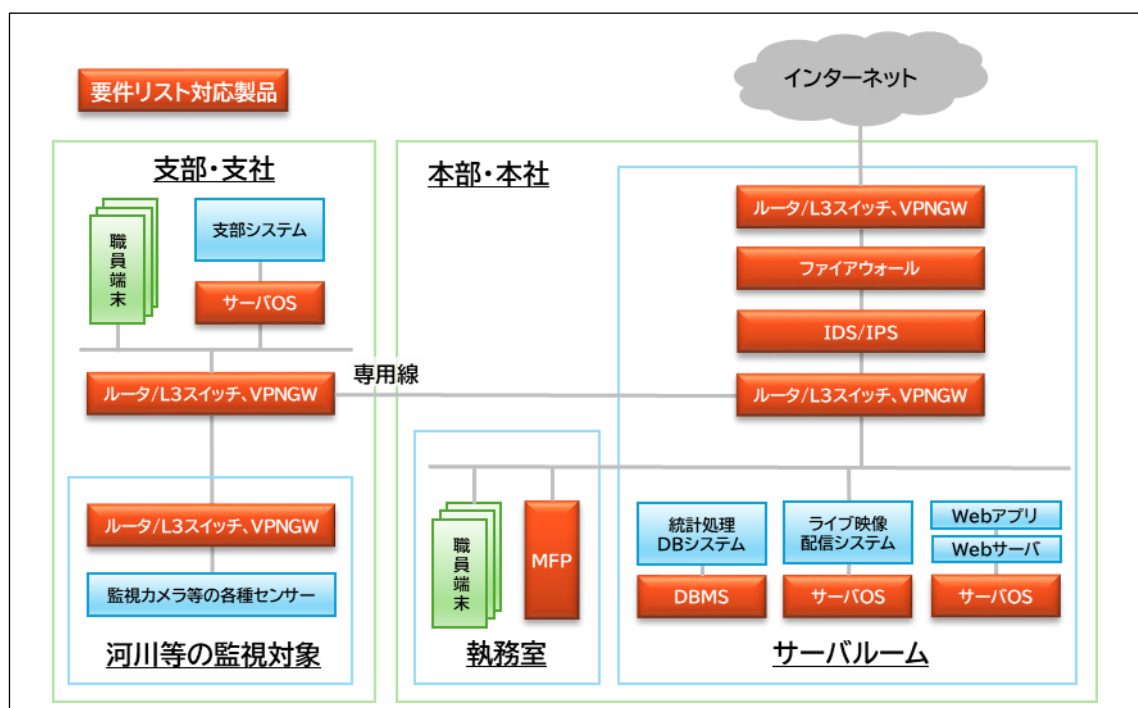 要件リスト対応製品
インターネット
支部・支社
職員端末
支部システム
サーバOS
ルータ/L3スイッチ、VPNGW
専用線
ルータ/L3スイッチ、VPNGW
監視カメラ等の各種センサー
河川等の監視対象
本部・本社
ルータ/L3スイッチ、VPNGW
ファイアウォール
IDS/IPS
ルータ/L3スイッチ、VPNGW
職員端末
MFP
執務室
統計処理
DBシステム
DBMS
ライブ映像
配信システム
サーバOS
Webアプリ
Webサーバ
サーバOS
サーバルーム